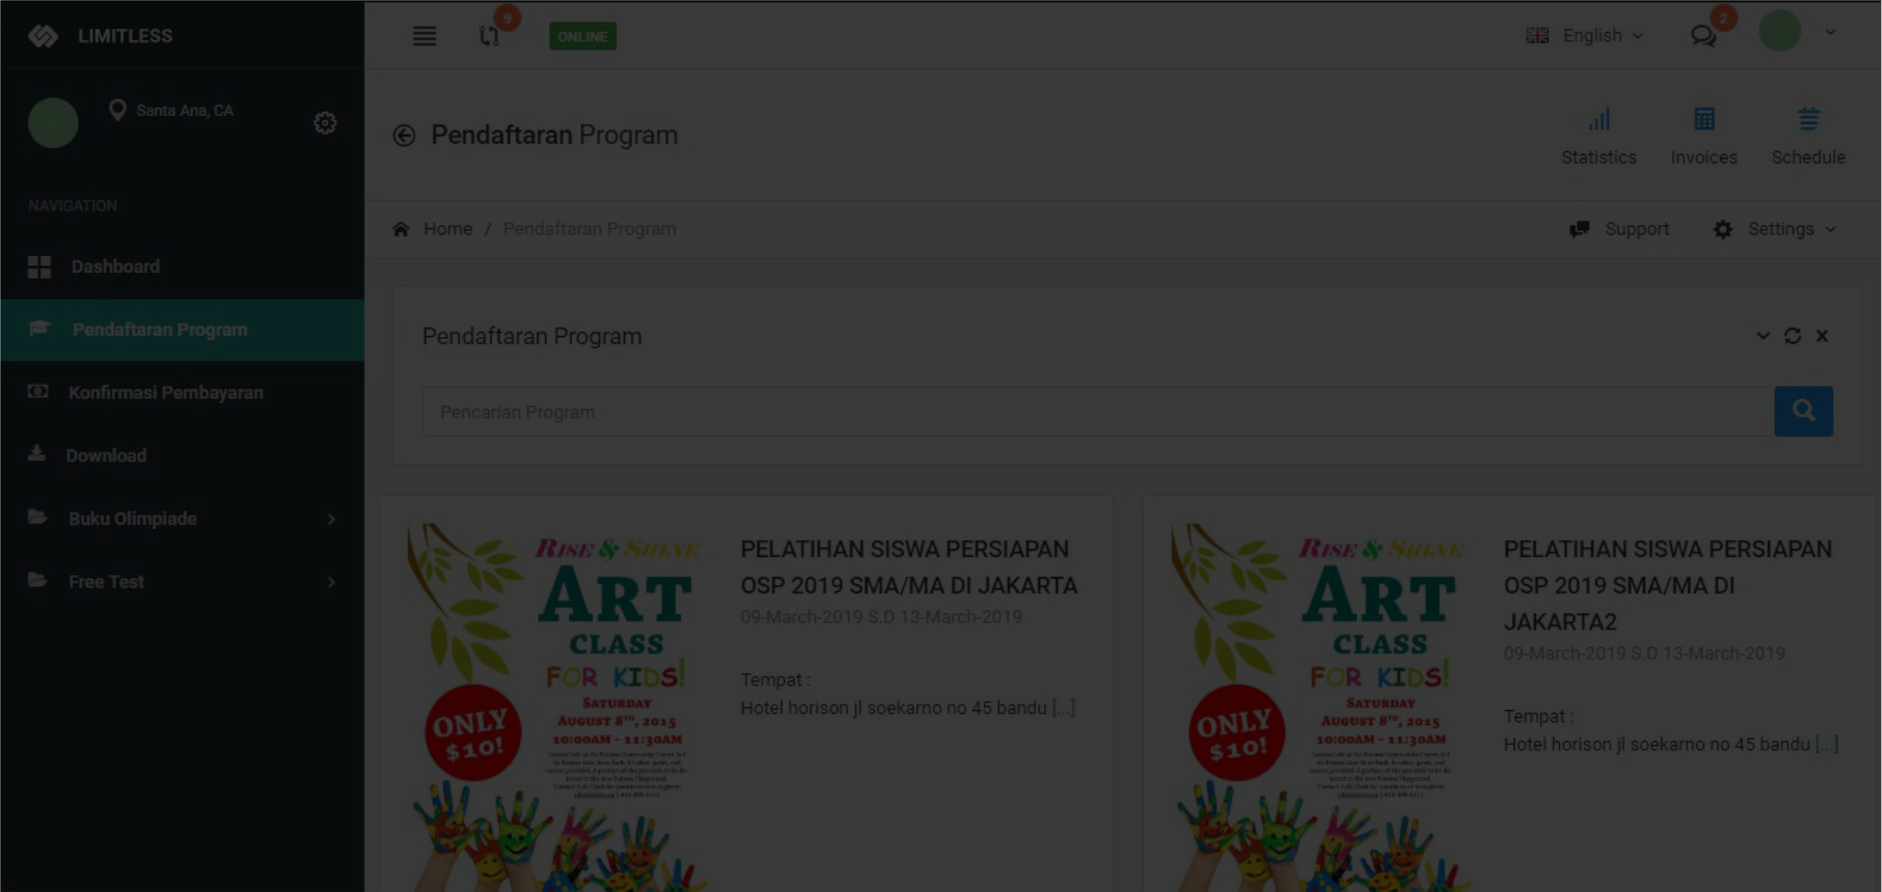 LIMITLESS
9
ONLINE
English
2
Santa Ana, CA
Pendaftaran Program
Statistics
Invoices
Schedule
NAVIGATION
Home / Pendaftaran Program
Support
Settings
Dashboard
Pendaftaran Program
Konfirmasi Pembayaran
Download
Buku Olimpiade
Free Test
Pendaftaran Program
Pencarian Program
RISE & SHINE
ART
CLASS
FOR KIDS!
SATURDAY
AUGUST 8TH, 2015
10:00AM - 11:30AM
ONLY
$10!
PELATIHAN SISWA PERSIAPAN
OSP 2019 SMA/MA DI JAKARTA
09-March-2019 S.D 13-March-2019
Tempat :
Hotel horison jl soekarno no 45 bandu [...]
RISE & SHINE
ART
CLASS
FOR KIDS!
SATURDAY
AUGUST 8TH, 2015
10:00AM - 11:30AM
ONLY
$10!
PELATIHAN SISWA PERSIAPAN
OSP 2019 SMA/MA DI
JAKARTA2
09-March-2019 S.D 13-March-2019
Tempat :
Hotel horison jl soekarno no 45 bandu [...]